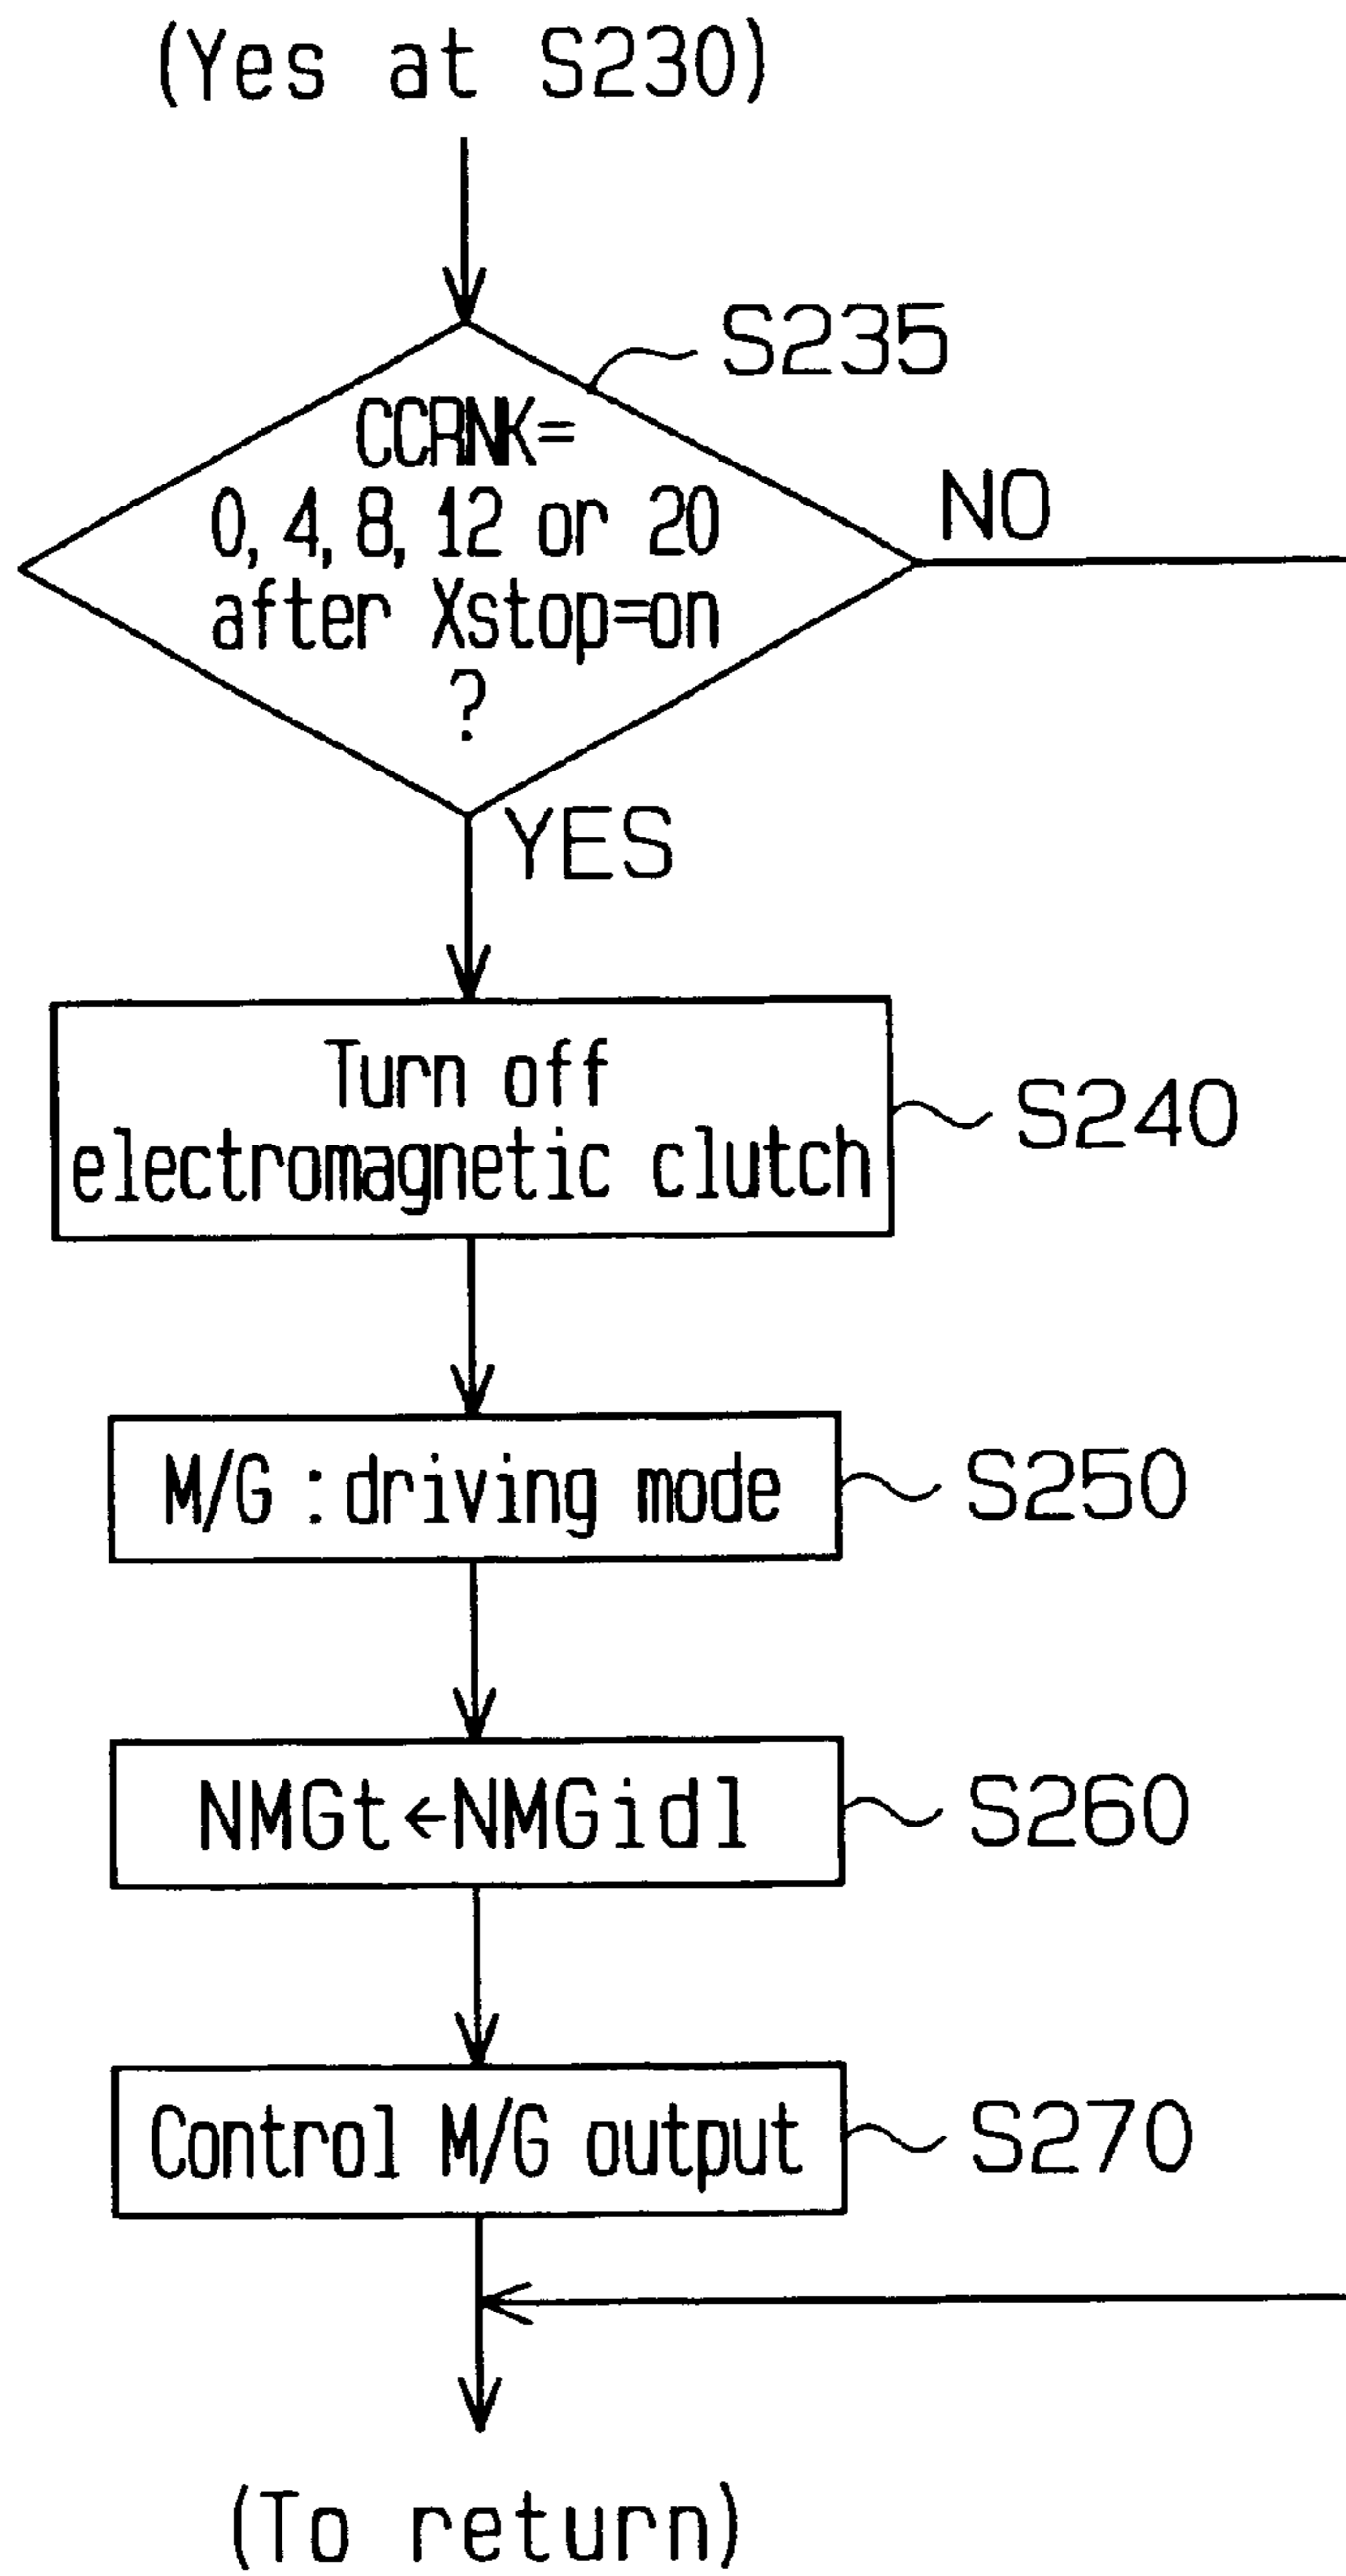 (Yes at S230)
S235
CCRNK=
0, 4, 8, 12 or 20
after Xstop=on
?
NO
YES
Turn off
electromagnetic clutch
S240
M/G : driving mode
S250
NMGt←NMGidl
S260
Control M/G output
S270
(To return)